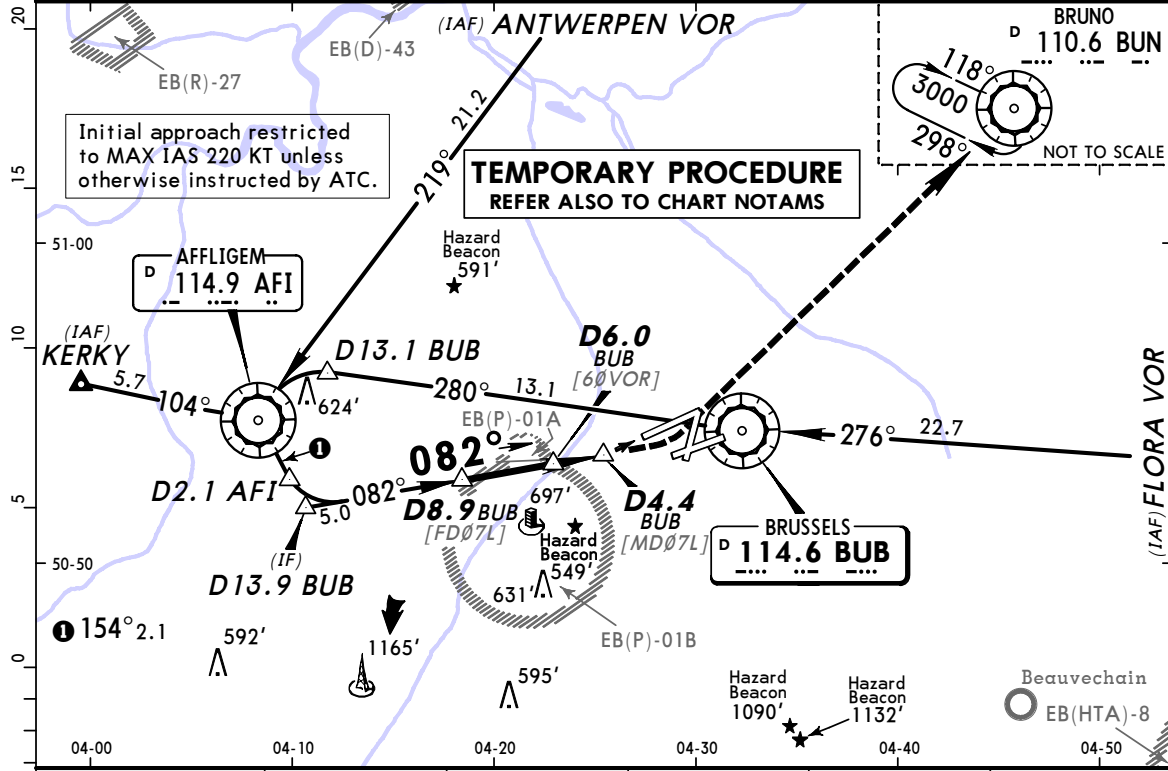 20
15
10
5
0
EB(R)-27
EB(D)-43
(IAF) ANTWERPEN VOR
BRUNO
D 110.6 BUN
118°
3000
298°
NOT TO SCALE
Initial approach restricted
to MAX IAS 220 KT unless
otherwise instructed by ATC.
219°
21.2
TEMPORARY PROCEDURE
REFER ALSO TO CHART NOTAMS
51-00
Hazard
Beacon
591'
AFFLIGEM
D 114.9 AFI
(IAF)
KERKY
5.7
104°
D13.1 BUB
624'
280°
13.1
D6.0
BUB
[6ØVOR]
EB(P)-01A
082°
❶
D2.1 AFI
082°
5.0
D8.9 BUB
[FDØ7L]
697'
Hazard
Beacon
549'
631'
D4.4
BUB
[MDØ7L]
276°
22.7
(IAF) FLORA VOR
BRUSSELS
D 114.6 BUB
50-50
(IF)
D13.9 BUB
EB(P)-01B
❶ 154° 2.1
592'
1165'
595'
Hazard
Beacon
1090'
Hazard
Beacon
1132'
Beauvechain
EB(HTA)-8
04-00
04-10
04-20
04-30
04-40
04-50